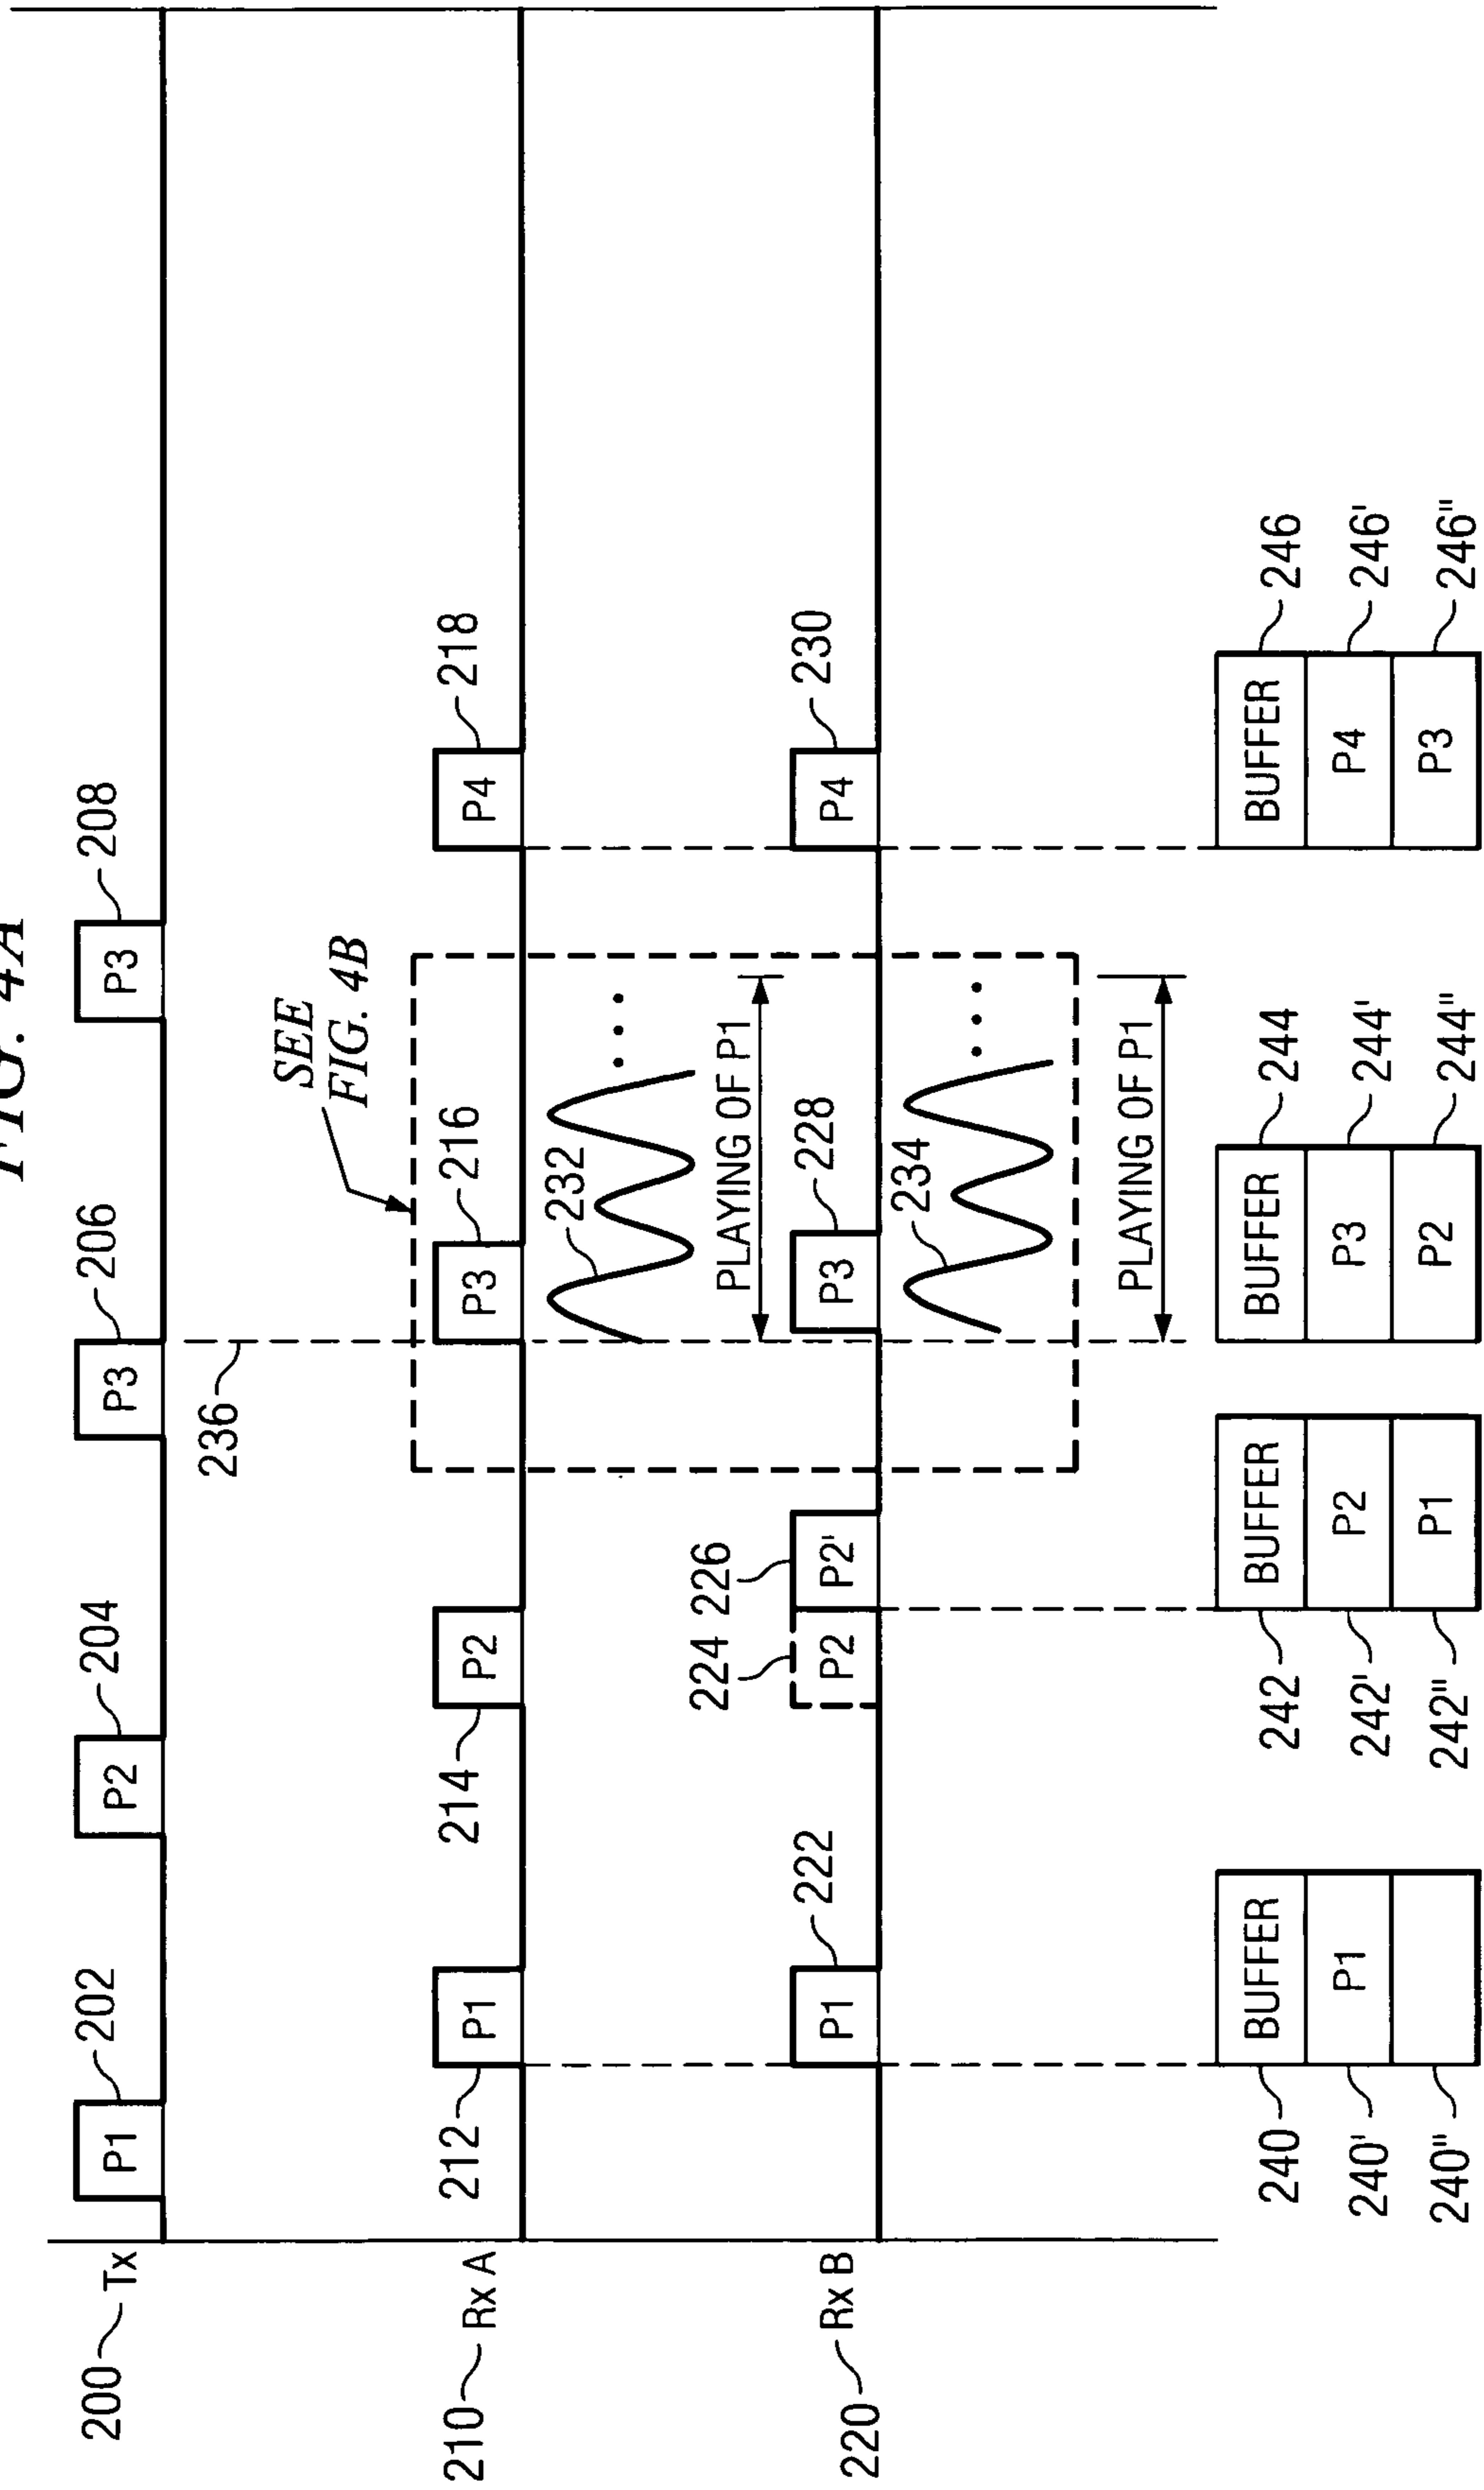 FIG. 4A
200 Tx
P1 202
P2 204
P3 206
P3 208
236
SEE
FIG. 4B
210 Rx A
212 P1
214 P2
P3 216
P4 218
232
PLAYING OF P1
220 Rx B
P1 222
224 P2
226 P2'
P3 228
P4 230
234
PLAYING OF P1
240 BUFFER
240' P1
240"
242 BUFFER
242' P2
242" P1
BUFFER 244
P3 244'
P2 244"
BUFFER 246
P4 246'
P3 246"